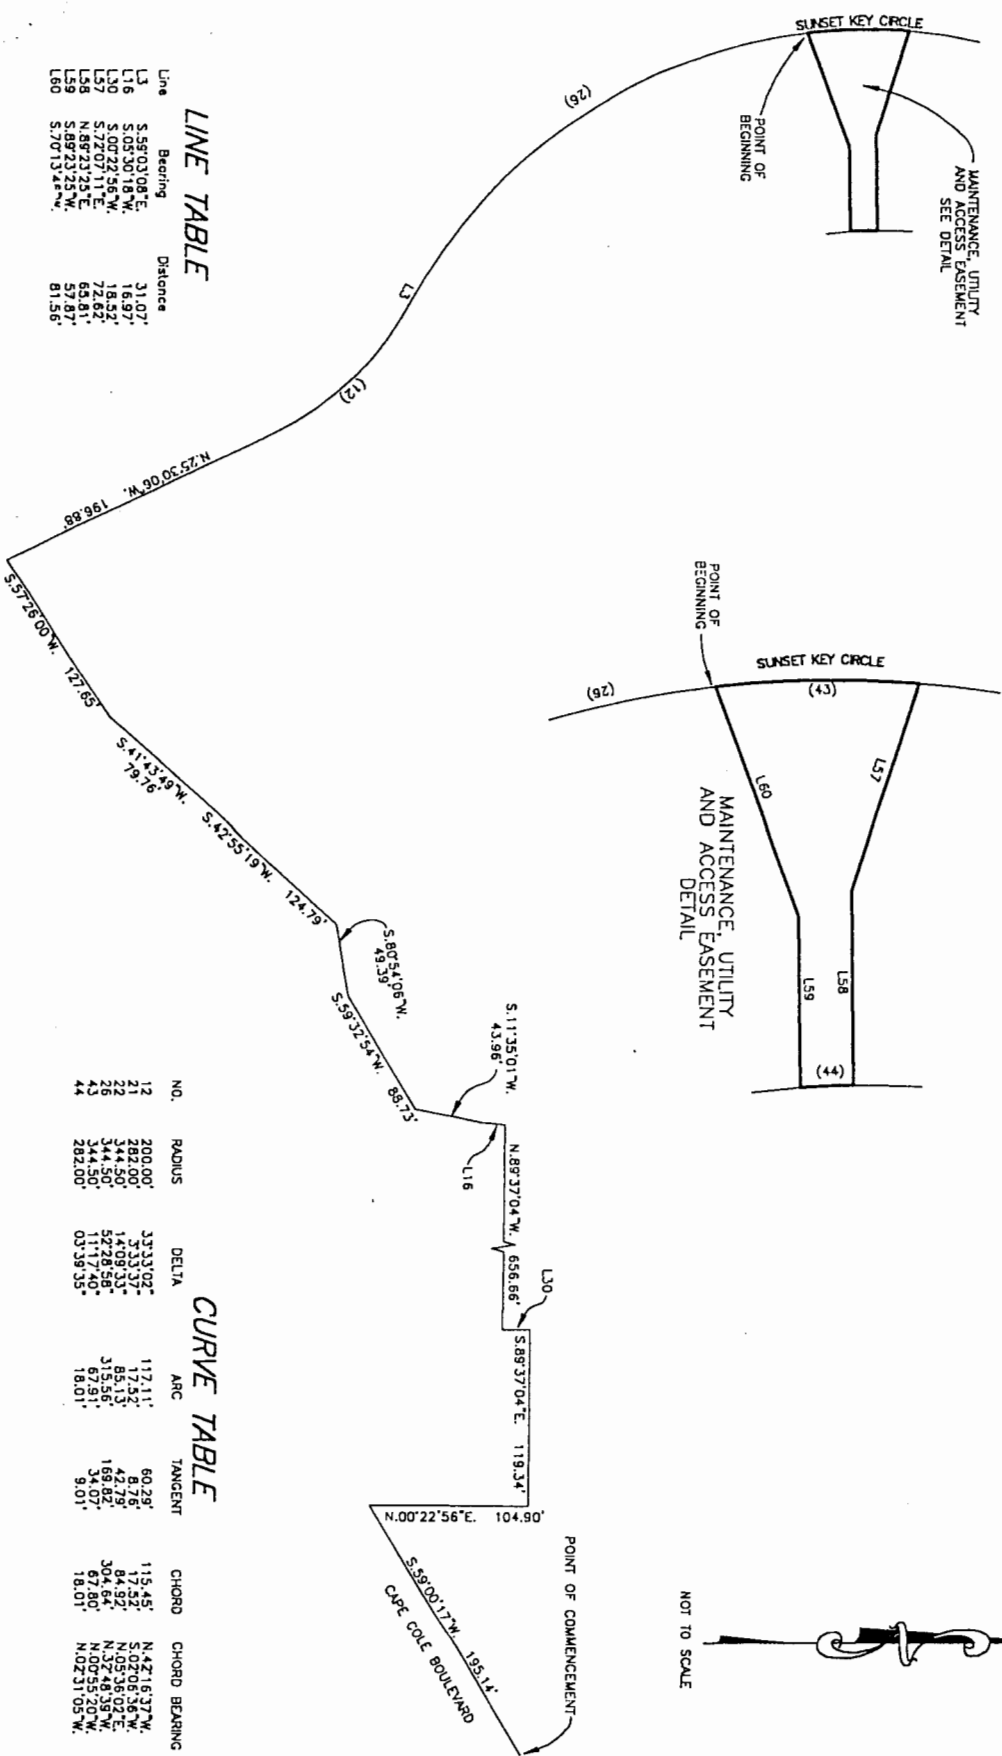 SUNSET KEY CIRCLE
MAINTENANCE, UTILITY
AND ACCESS EASEMENT
SEE DETAIL
POINT OF
BEGINNING
(26)
L3
(12)
N.25°30'06"W. 196.88'
S.57°26'00"W. 127.65'
S.41°43'49"W.
79.76'
S.42°55'19"W. 124.79'
S.80°54'06"W.
49.39'
S.59°32'54"W. 88.73'
S.11°35'01"W.
43.96'
L16
N.89°37'04"W. 656.66'
L30
S.89°37'04"E. 119.34'
N.00°22'56"E. 104.90'
S.59°00'17"W. 195.14'
CAPE COLE BOULEVARD
POINT OF COMMENCEMENT
NOT TO SCALE
POINT OF
BEGINNING
SUNSET KEY CIRCLE
(26)
(43)
L57
L60
L58
L59
(44)
MAINTENANCE, UTILITY
AND ACCESS EASEMENT
DETAIL
LINE TABLE
Line Bearing Distance
L3 S.59°03'08"E. 31.07'
L16 S.05°30'18"W. 16.97'
L30 S.00°22'56"W. 18.52'
L57 S.72°07'11"E. 72.62'
L58 N.89°23'25"E. 65.81'
L59 S.89°23'25"W. 57.87'
L60 81.56'
CURVE TABLE
NO. RADIUS DELTA ARC TANGENT CHORD CHORD BEARING
12 200.00' 33°33'02" 117.11' 60.29' 115.45' N.42°16'37"W.
21 282.00' 3°33'37" 17.52' 8.76' 17.52' S.02°06'36"W.
22 344.50' 14°09'33" 85.13' 42.79' 84.92' N.05°36'02"E.
26 344.50' 52°28'58" 315.56' 169.82' 304.64' N.32°48'39"W.
43 344.50' 11°17'40" 67.91' 34.07' 67.80' N.00°55'20"W.
44 282.00' 03°39'35" 18.01' 9.01' 18.01' N.02°31'05"W.